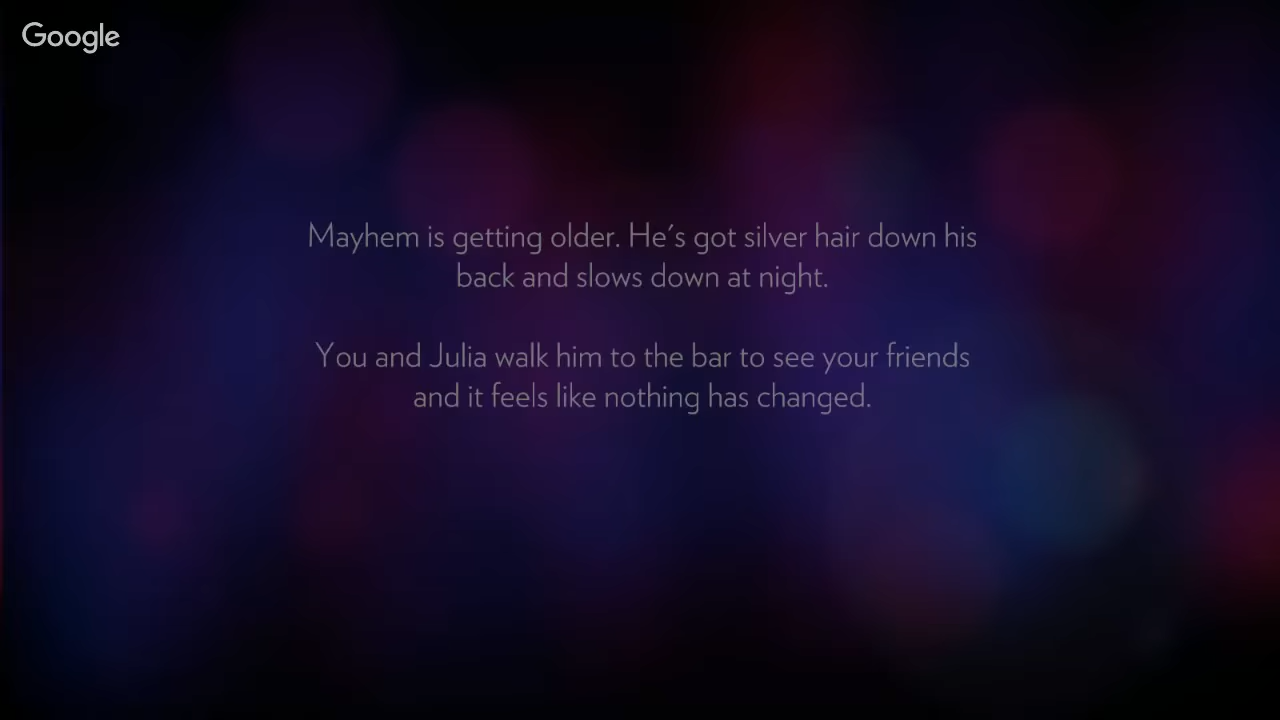 Google
Mayhem is getting older. He's got silver hair down his
back and slows down at night.
You and Julia walk him to the bar to see your friends
and it feels like nothing has changed.